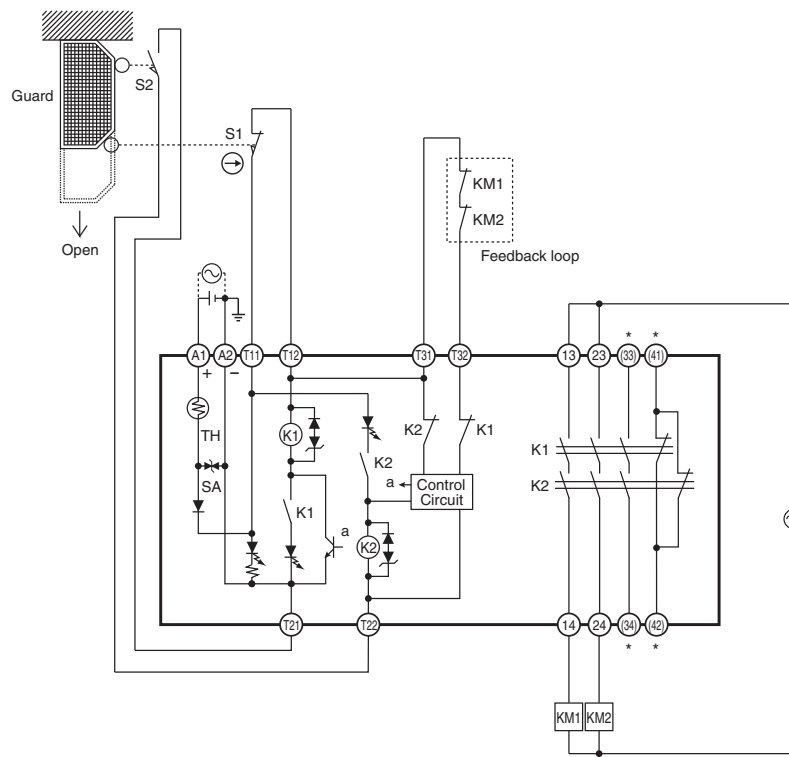 Guard
S2
S1
Open
KM1
KM2
Feedback loop
A1 A2 T11 T12 T31 T32 13 23 (33) (41)
* *
+ −
TH
SA
K1
K1
K2
K2
a
K2 K1
a
Control
Circuit
K1
K2
T21 T22 14 24 (34) (42)
* *
KM1 KM2